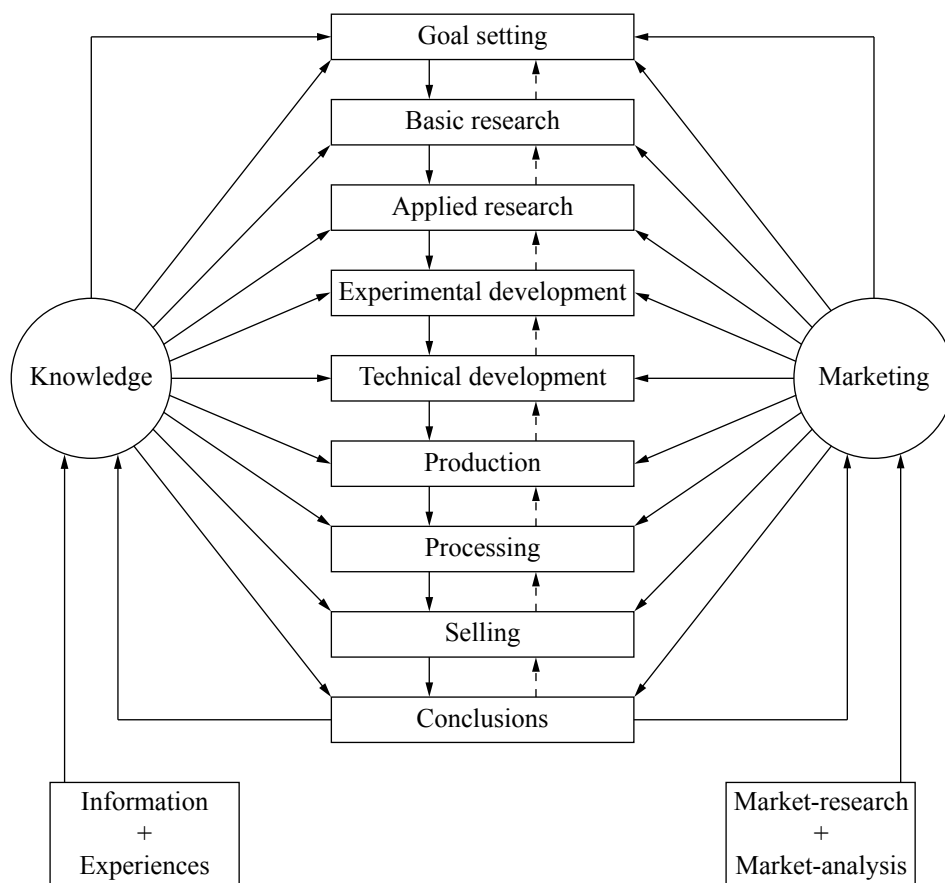 Goal setting
Basic research
Applied research
Experimental development
Knowledge
Technical development
Marketing
Production
Processing
Selling
Conclusions
Information
+
Experiences
Market-research
+
Market-analysis